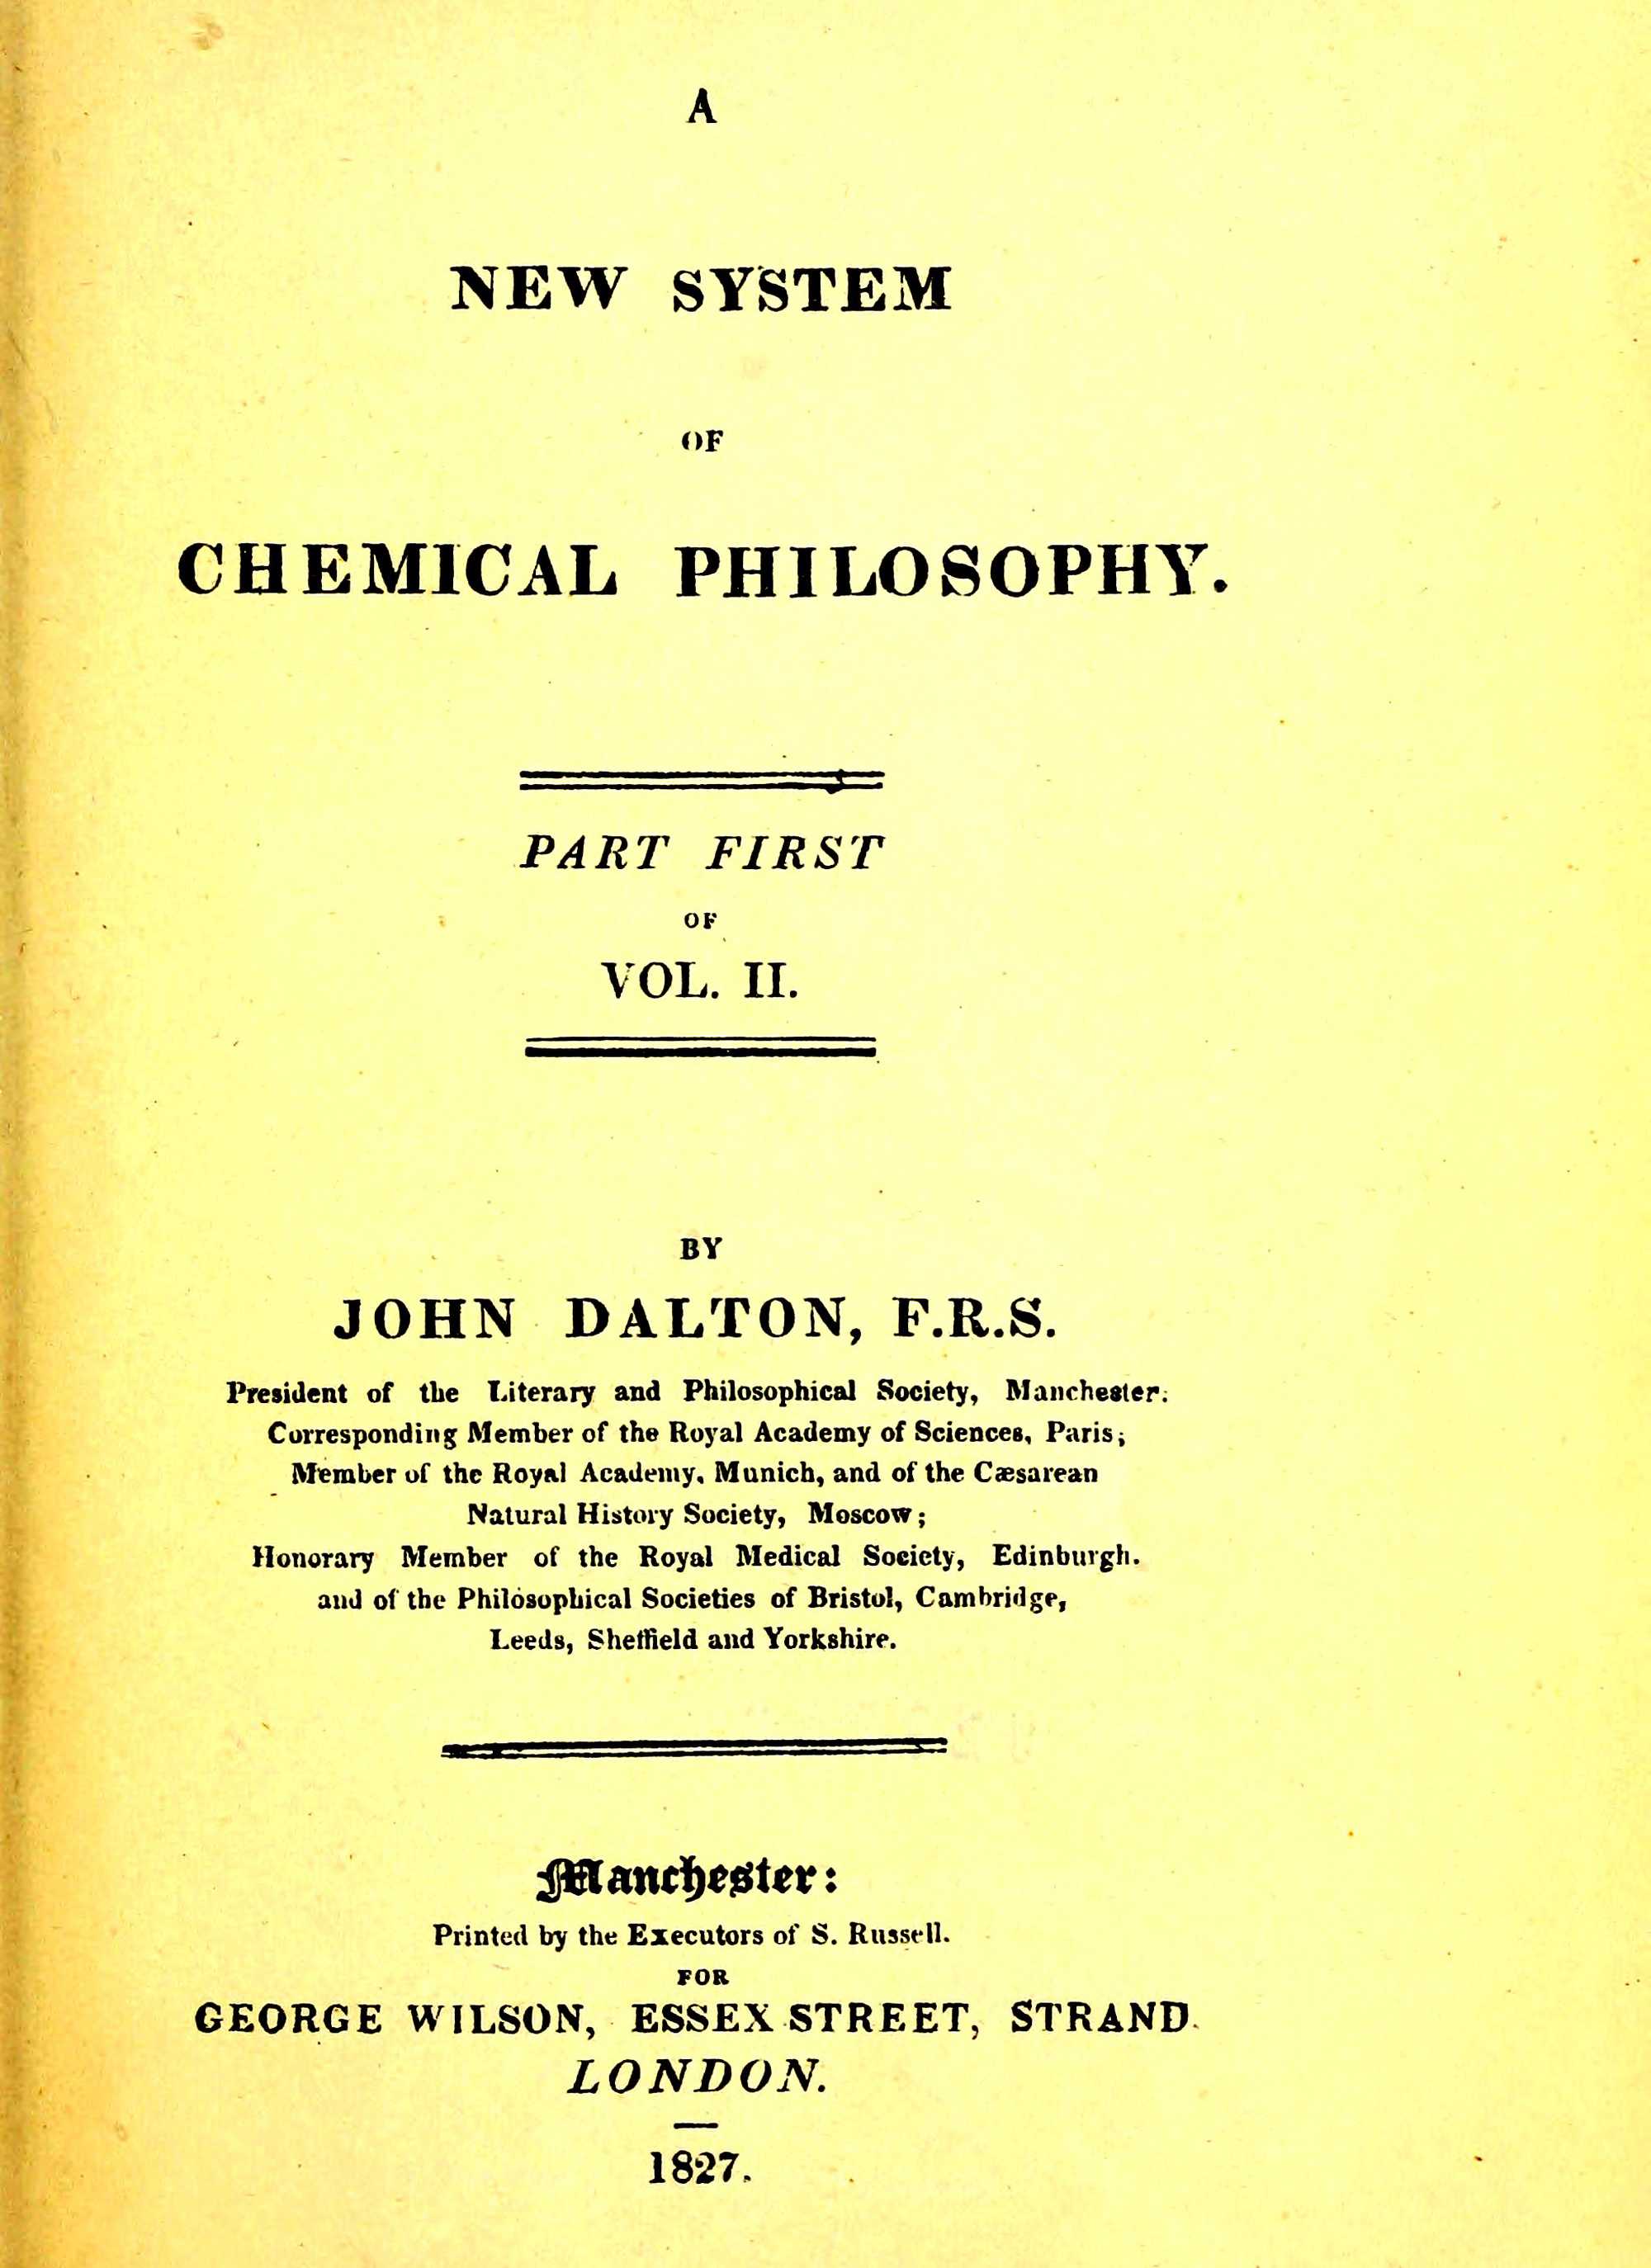 A
NEW SYSTEM
OF
CHEMICAL PHILOSOPHY.
PART FIRST
OF
VOL. II.
BY
JOHN DALTON, F.R.S.
President of the Literary and Philosophical Society, Manchester;
Corresponding Member of the Royal Academy of Sciences, Paris;
Member of the Royal Academy, Munich, and of the Cæsarean
Natural History Society, Moscow;
Honorary Member of the Royal Medical Society, Edinburgh.
and of the Philosophical Societies of Bristol, Cambridge,
Leeds, Sheffield and Yorkshire.
Manchester:
Printed by the Executors of S. Russell.
FOR
GEORGE WILSON, ESSEX STREET, STRAND.
LONDON.
1827.